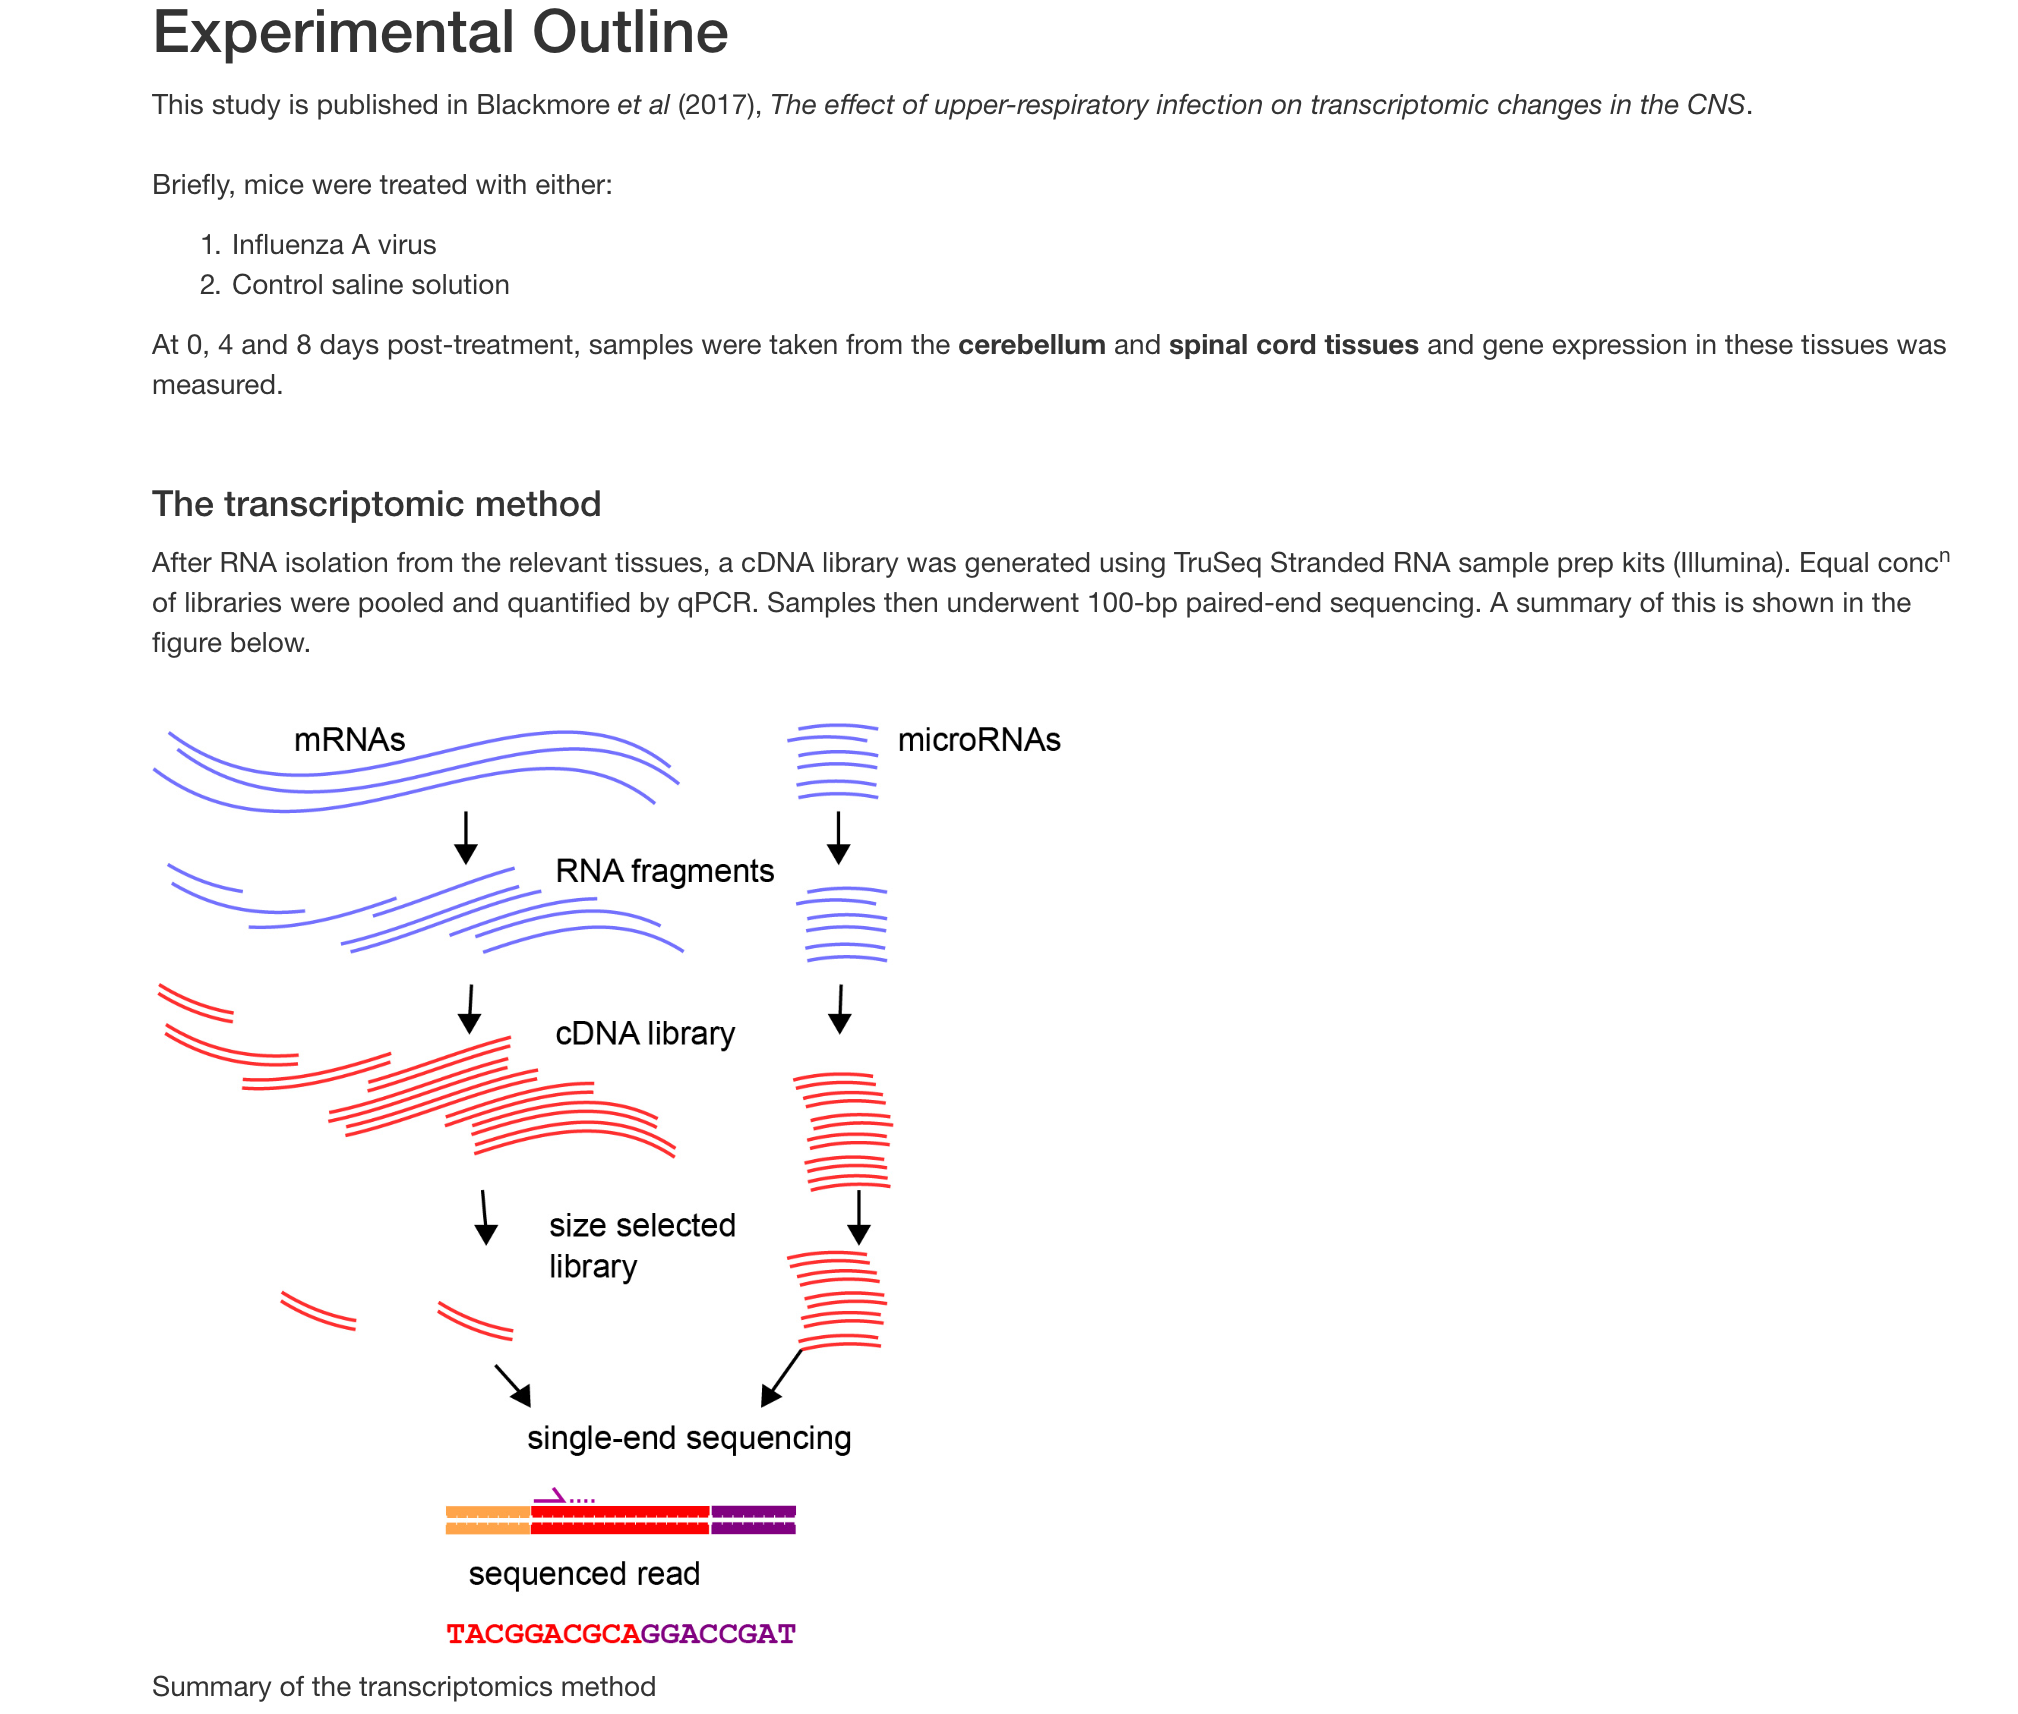 Experimental Outline
This study is published in Blackmore et al (2017), The effect of upper-respiratory infection on transcriptomic changes in the CNS.
Briefly, mice were treated with either:
1. Influenza A virus
2. Control saline solution
At 0, 4 and 8 days post-treatment, samples were taken from the cerebellum and spinal cord tissues and gene expression in these tissues was
measured.
The transcriptomic method
After RNA isolation from the relevant tissues, a cDNA library was generated using TruSeq Stranded RNA sample prep kits (Illumina). Equal concⁿ
of libraries were pooled and quantified by qPCR. Samples then underwent 100-bp paired-end sequencing. A summary of this is shown in the
figure below.
mRNAs
microRNAs
RNA fragments
cDNA library
size selected
library
single-end sequencing
sequenced read
TACGGACGCAGGACCGAT
Summary of the transcriptomics method